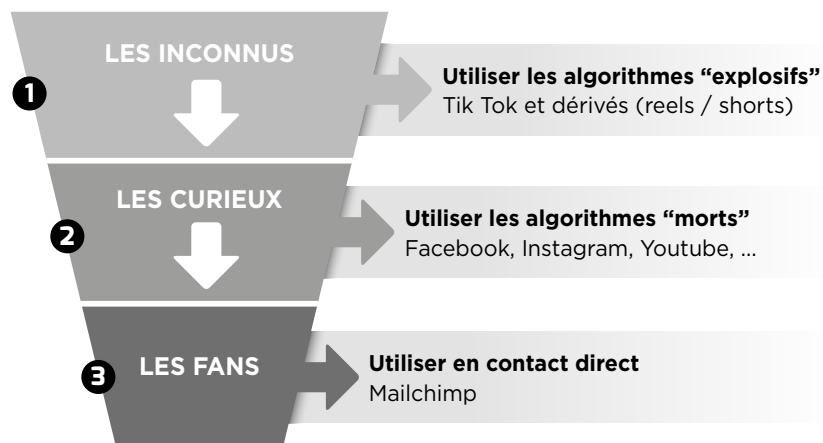 1
LES INCONNUS
Utiliser les algorithmes “explosifs”
Tik Tok et dérivés (reels / shorts)
2
LES CURIEUX
Utiliser les algorithmes “morts”
Facebook, Instagram, Youtube, ...
3
LES FANS
Utiliser en contact direct
Mailchimp